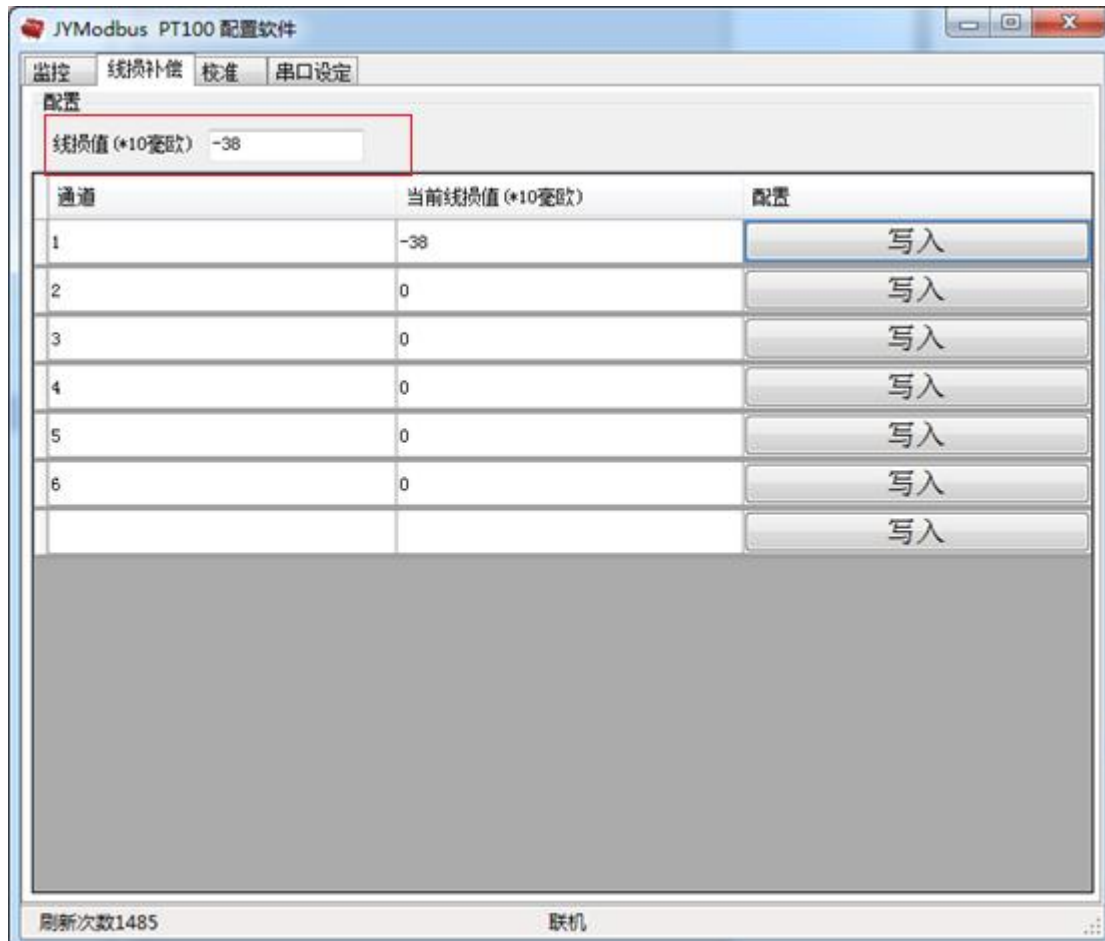 JYModbus PT100 配置软件
监控 线损补偿 校准 串口设定
配置
线损值(*10毫欧) -38
通道 当前线损值(*10毫欧) 配置
1 -38 写入
2 0 写入
3 0 写入
4 0 写入
5 0 写入
6 0 写入
写入
刷新次数1485 联机